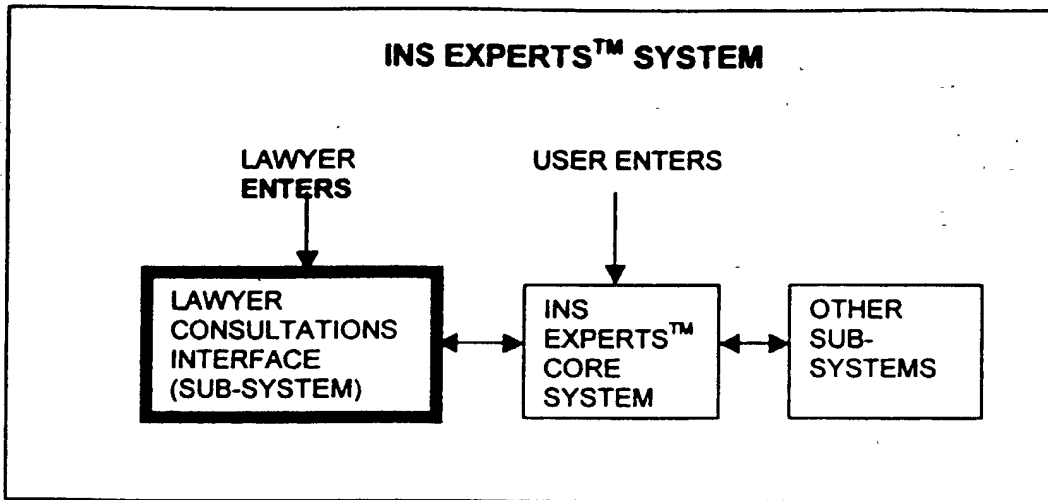 INS EXPERTS™ SYSTEM
LAWYER
ENTERS
USER ENTERS
LAWYER
CONSULTATIONS
INTERFACE
(SUB-SYSTEM)
INS
EXPERTS™
CORE
SYSTEM
OTHER
SUB-
SYSTEMS